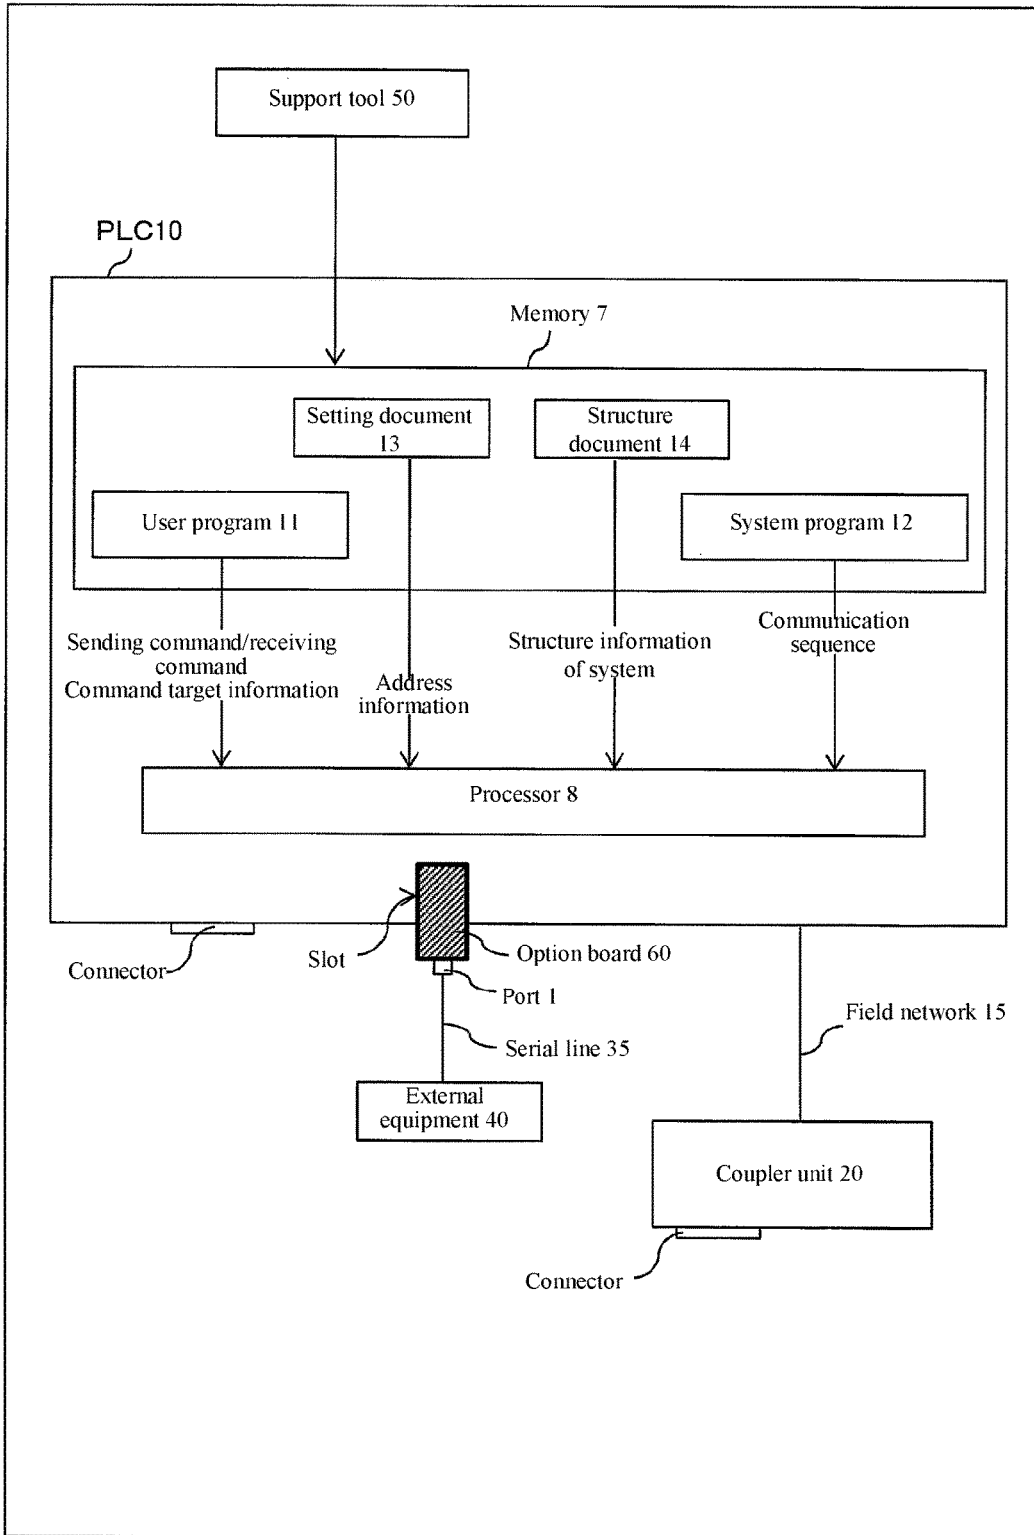 Support tool 50
PLC10
Memory 7
Setting document
13
Structure
document 14
User program 11
System program 12
Sending command/receiving
command
Command target information
Address
information
Structure information
of system
Communication
sequence
Processor 8
Connector
Slot
Option board 60
Port 1
Serial line 35
External
equipment 40
Field network 15
Coupler unit 20
Connector